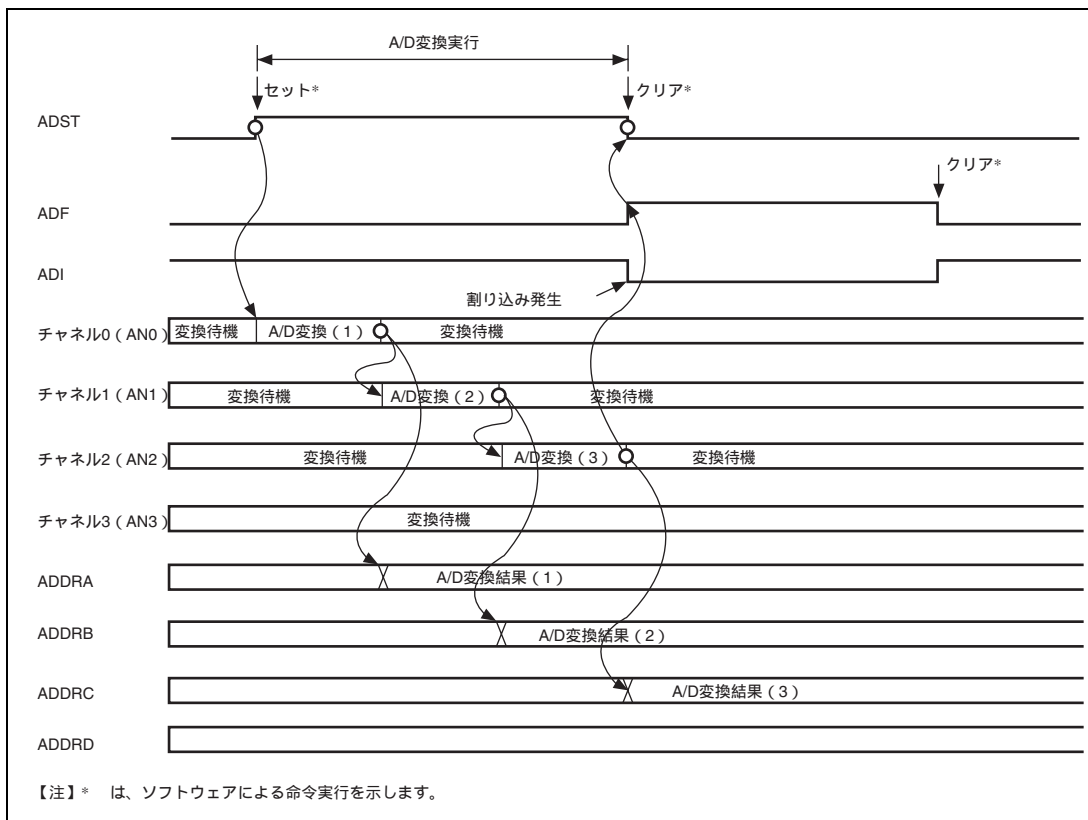 A/D変換実行
セット*
クリア*
ADST
クリア*
ADF
ADI
割り込み発生
チャネル0（AN0） 変換待機 A/D変換（1） 変換待機
チャネル1（AN1） 変換待機 A/D変換（2） 変換待機
チャネル2（AN2） 変換待機 A/D変換（3） 変換待機
チャネル3（AN3） 変換待機
ADDRA A/D変換結果（1）
ADDRB A/D変換結果（2）
ADDRC A/D変換結果（3）
ADDRD
【注】* は、ソフトウェアによる命令実行を示します。